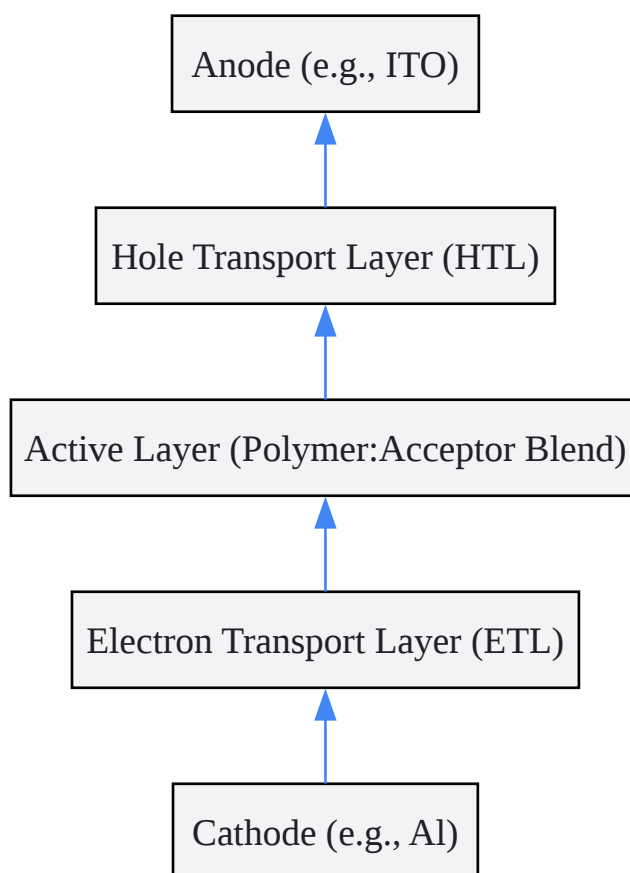 Anode (e.g., ITO)
Hole Transport Layer (HTL)
Active Layer (Polymer:Acceptor Blend)
Electron Transport Layer (ETL)
Cathode (e.g., Al)